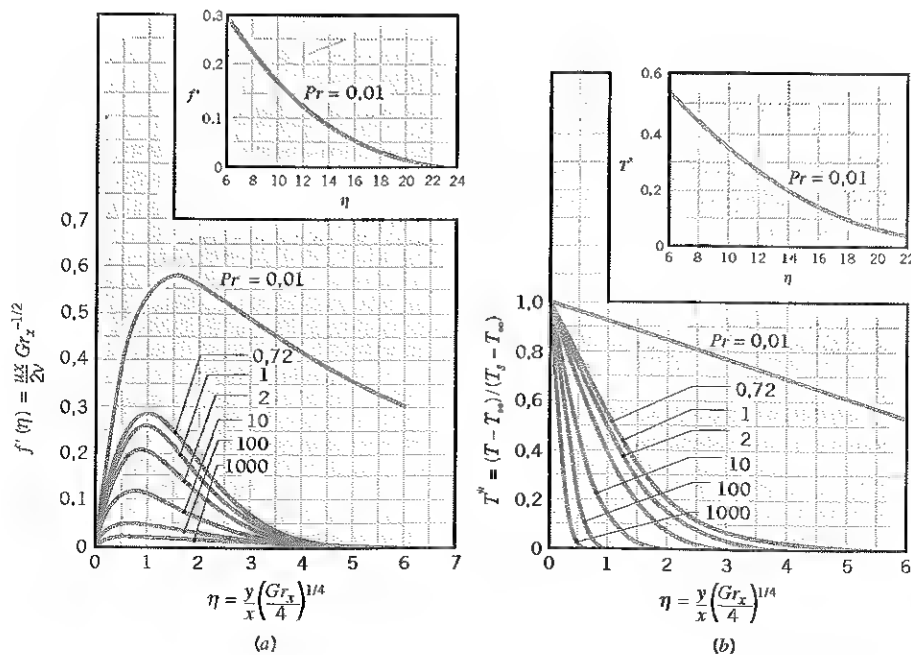 0,3
0,2
f'
0,1
0
Pr = 0,01
6 8 10 12 14 16 18 20 22 24
η
0,7
0,6
0,5
0,4
0,3
0,2
0,1
0
f' (η) = ux/2ν Gr_x^-1/2
Pr = 0,01
0,72
1
2
10
100
1000
0 1 2 3 4 5 6 7
η = y/x (Gr_x/4)^1/4
(a)
0,6
0,4
T*
0,2
0
Pr = 0,01
6 8 10 12 14 16 18 20 22
η
1,0
0,8
0,6
0,4
0,2
0
T* = (T − T∞)/(T_s − T∞)
Pr = 0,01
0,72
1
2
10
100
1000
0 1 2 3 4 5 6
η = y/x (Gr_x/4)^1/4
(b)